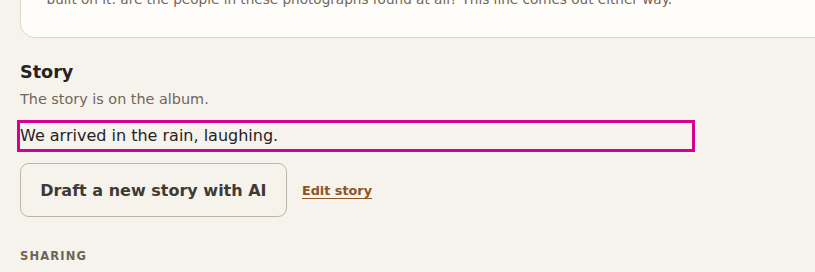 built on it: are the people in these photographs found at all? This line comes out either way.
Story
The story is on the album.
We arrived in the rain, laughing.
Draft a new story with AI
Edit story
SHARING